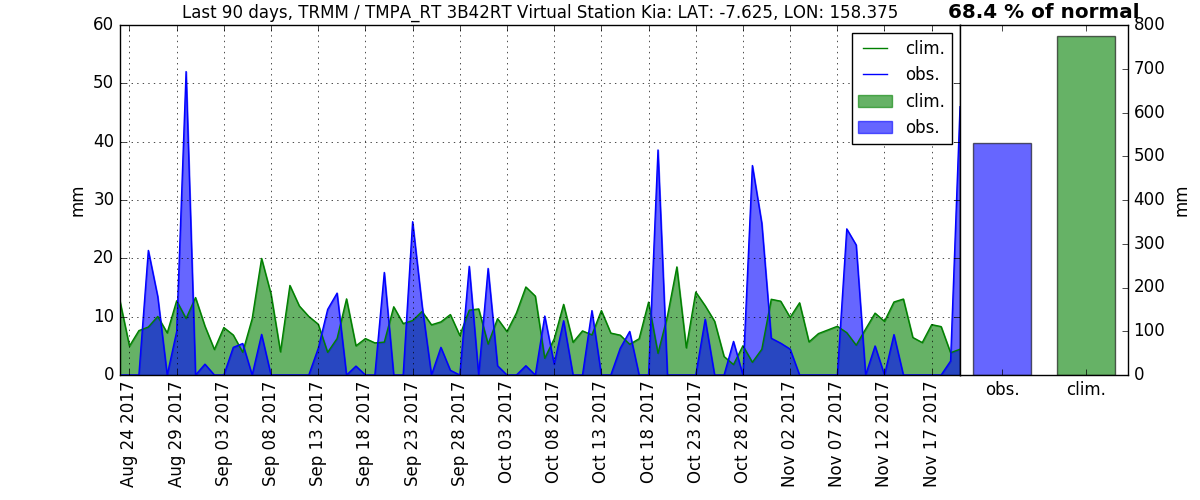 Last 90 days, TRMM / TMPA_RT 3B42RT Virtual Station Kia: LAT: -7.625, LON: 158.375
68.4 % of normal
clim.
obs.
clim.
obs.
60
50
40
30
20
10
0
mm
800
700
600
500
400
300
200
100
0
mm
Aug 24 2017
Aug 29 2017
Sep 03 2017
Sep 08 2017
Sep 13 2017
Sep 18 2017
Sep 23 2017
Sep 28 2017
Oct 03 2017
Oct 08 2017
Oct 13 2017
Oct 18 2017
Oct 23 2017
Oct 28 2017
Nov 02 2017
Nov 07 2017
Nov 12 2017
Nov 17 2017
obs.
clim.